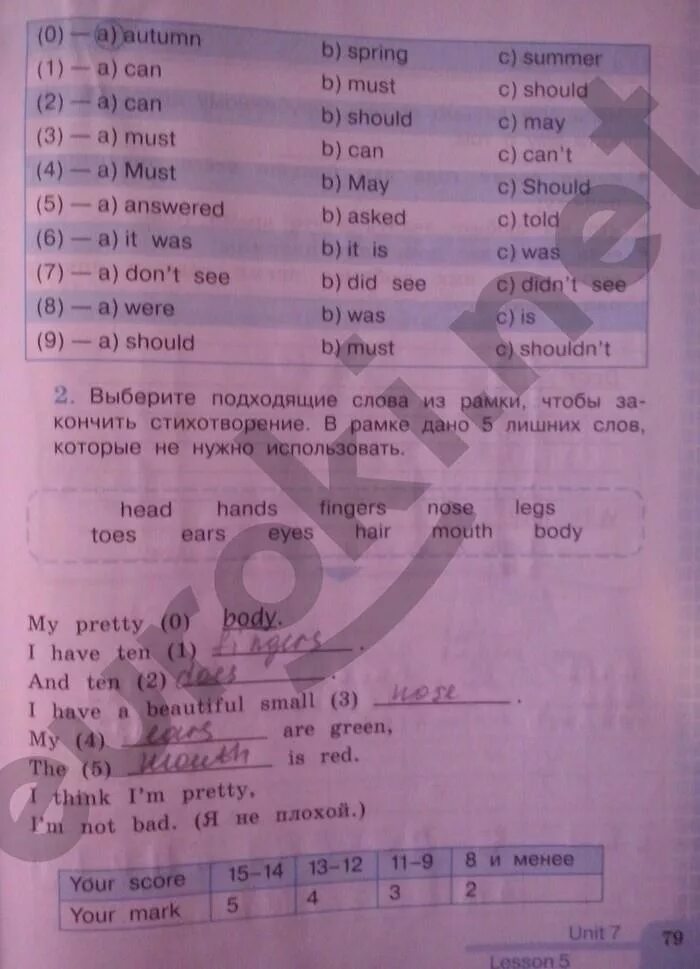 (0) — a) autumn b) spring c) summer
(1) — a) can b) must c) should
(2) — a) can b) should c) may
(3) — a) must b) can c) can't
(4) — a) Must b) May c) Should
(5) — a) answered b) asked c) told
(6) — a) it was b) it is c) was
(7) — a) don't see b) did see c) didn't see
(8) — a) were b) was c) is
(9) — a) should b) must c) shouldn't
2. Выберите подходящие слова из рамки, чтобы за-
кончить стихотворение. В рамке дано 5 лишних слов,
которые не нужно использовать.
head hands fingers nose legs
toes ears eyes hair mouth body
My pretty (0) body.
I have ten (1) fingers.
And ten (2) does.
I have a beautiful small (3) nose.
My (4) ears are green,
The (5) mouth is red.
I think I'm pretty,
I'm not bad. (Я не плохой.)
Your score 15–14 13–12 11–9 8 и менее
Your mark 5 4 3 2
Unit 7
79
Lesson 5
euroki.net